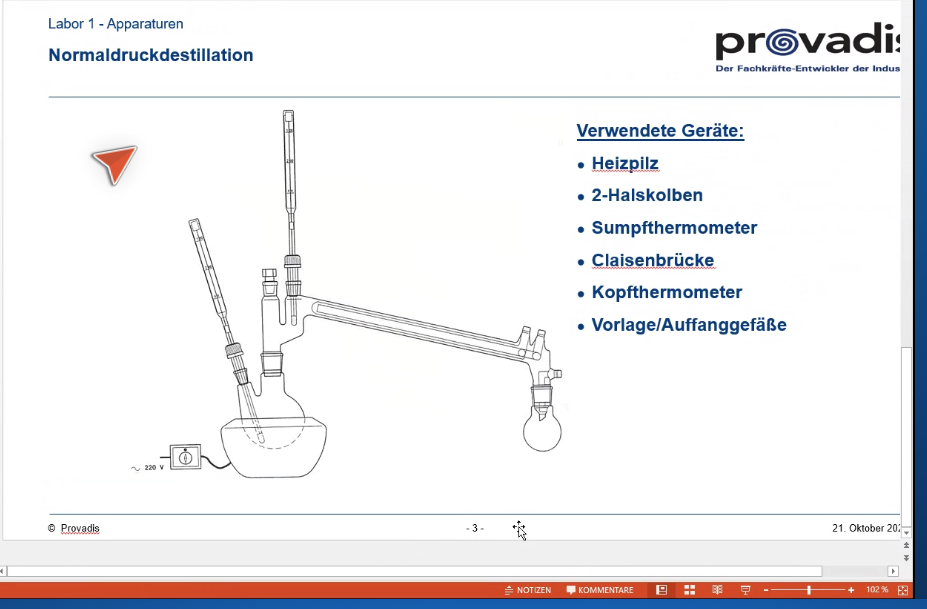 Labor 1 - Apparaturen
Normaldruckdestillation
provadis
Der Fachkräfte-Entwickler der Indus
Verwendete Geräte:
• Heizpilz
• 2-Halskolben
• Sumpfthermometer
• Claisenbrücke
• Kopfthermometer
• Vorlage/Auffanggefäße
~ 220 V
© Provadis
- 3 -
21. Oktober 202
NOTIZEN
KOMMENTARE
102 %